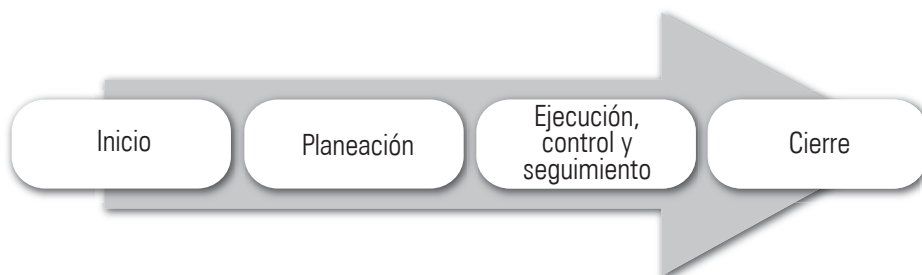 Inicio
Planeación
Ejecución,
control y
seguimiento
Cierre